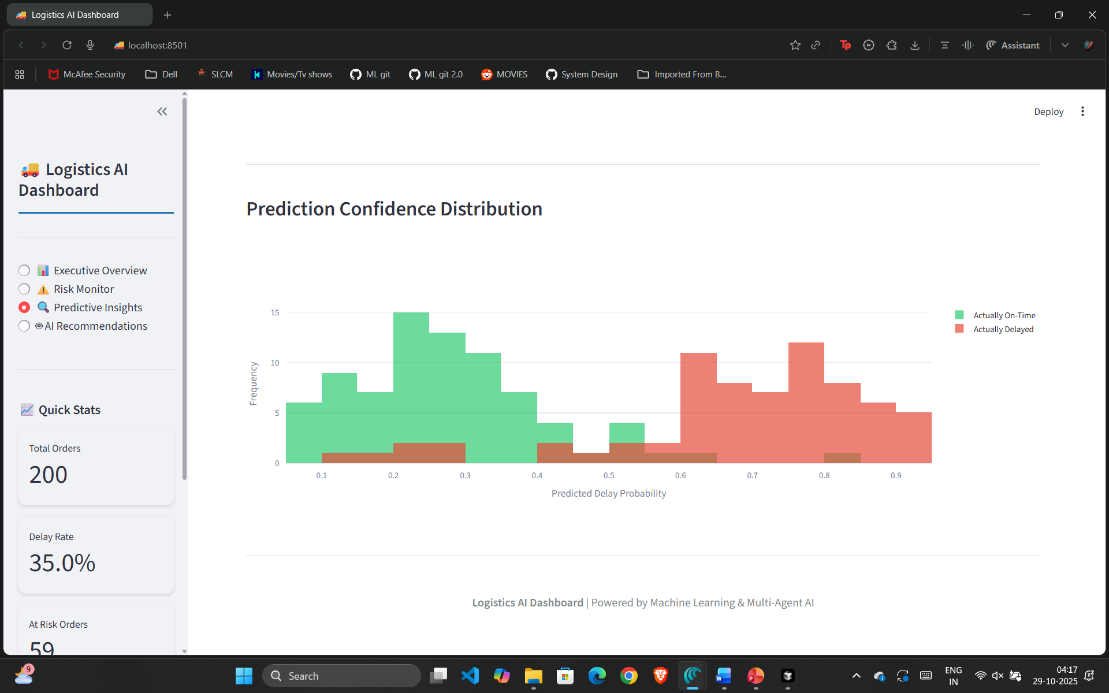 Logistics AI Dashboard
localhost:8501
Tp
Assistant
McAfee Security
Dell
SLCM
Movies/Tv shows
ML git
ML git 2.0
MOVIES
System Design
Imported From B...
Deploy
Logistics AI
Dashboard
Executive Overview
Risk Monitor
Predictive Insights
AI Recommendations
Quick Stats
Total Orders
200
Delay Rate
35.0%
At Risk Orders
59
Prediction Confidence Distribution
15
10
5
0
Frequency
0.1 0.2 0.3 0.4 0.5 0.6 0.7 0.8 0.9
Predicted Delay Probability
Actually On-Time
Actually Delayed
Logistics AI Dashboard | Powered by Machine Learning & Multi-Agent AI
9
Search
ENG
IN
04:17
29-10-2025